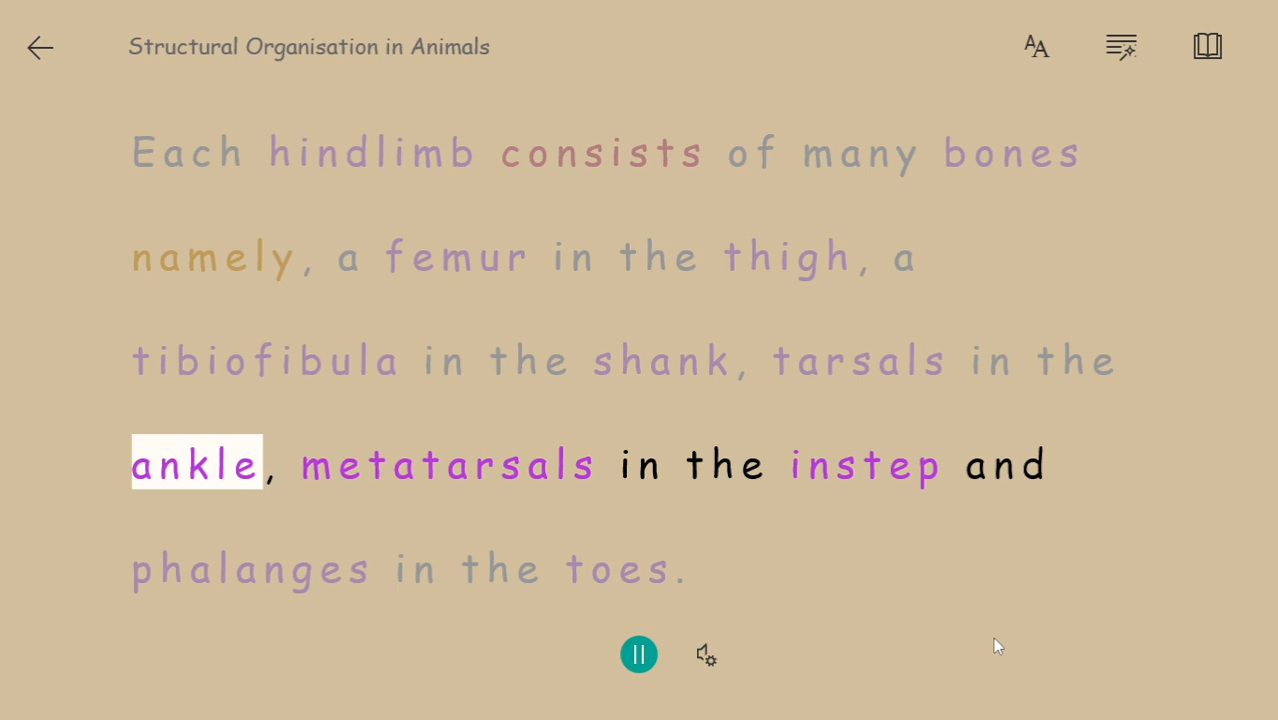 Structural Organisation in Animals
Each hindlimb consists of many bones
namely, a femur in the thigh, a
tibiofibula in the shank, tarsals in the
ankle, metatarsals in the instep and
phalanges in the toes.